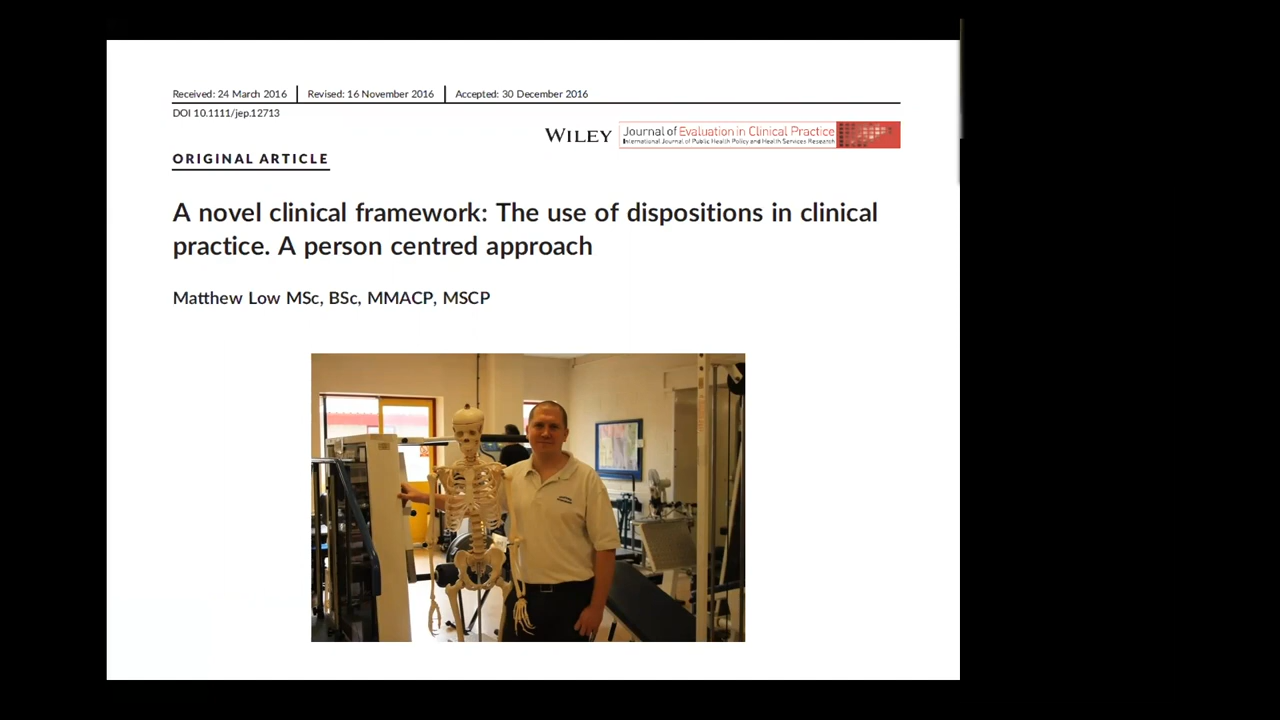 Received: 24 March 2016 Revised: 16 November 2016 Accepted: 30 December 2016
DOI 10.1111/jep.12713
WILEY Journal of Evaluation in Clinical Practice
International Journal of Public Health Policy and Health Services Research
ORIGINAL ARTICLE
A novel clinical framework: The use of dispositions in clinical
practice. A person centred approach
Matthew Low MSc, BSc, MMACP, MSCP